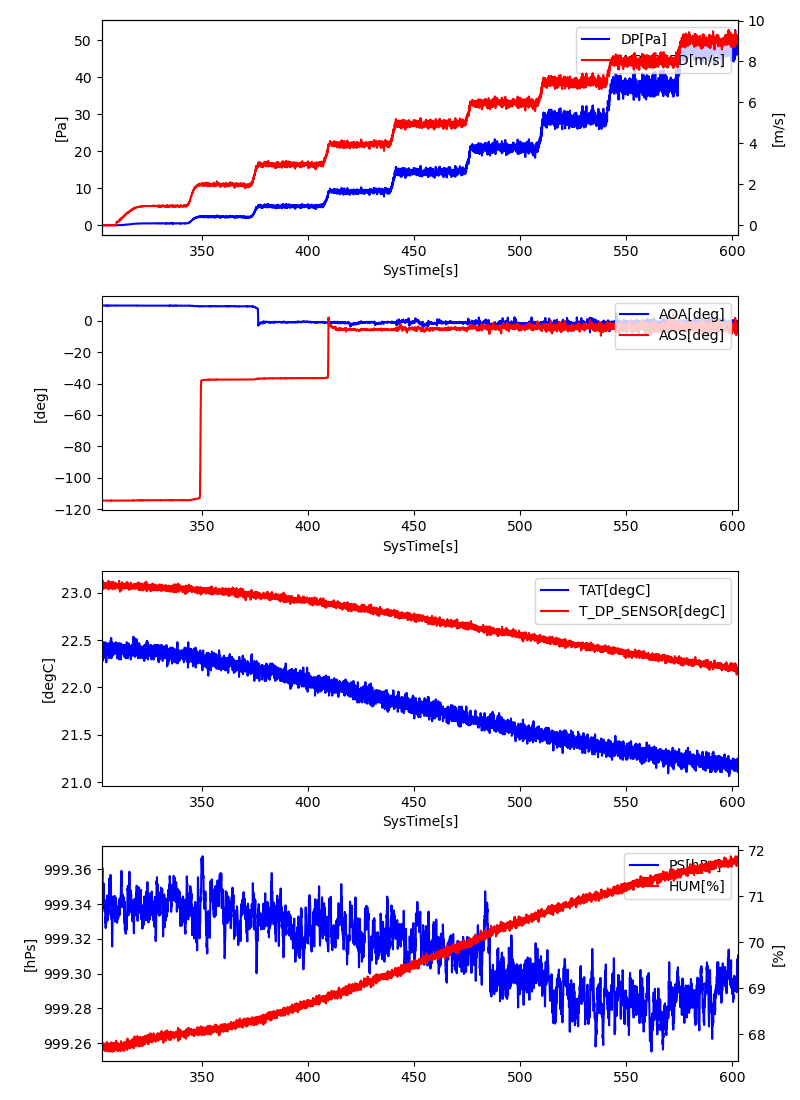 DP[Pa]
D[m/s]
50
40
30
20
10
0
[Pa]
10
8
6
4
2
0
[m/s]
350 400 450 500 550 600
SysTime[s]
AOA[deg]
AOS[deg]
0
−20
−40
−60
−80
−100
−120
[deg]
350 400 450 500 550 600
SysTime[s]
TAT[degC]
T_DP_SENSOR[degC]
23.0
22.5
22.0
21.5
21.0
[degC]
350 400 450 500 550 600
SysTime[s]
HUM[%]
999.36
999.34
999.32
999.30
999.28
999.26
[hPs]
72
71
70
69
68
[%]
350 400 450 500 550 600